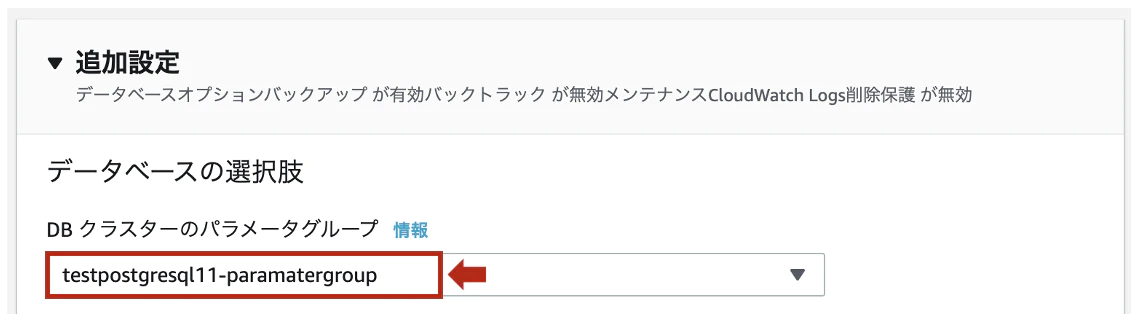 ▼ 追加設定
データベースオプションバックアップ が有効バックトラック が無効メンテナンスCloudWatch Logs削除保護 が無効
データベースの選択肢
DB クラスターのパラメータグループ 情報
testpostgresql11-paramatergroup